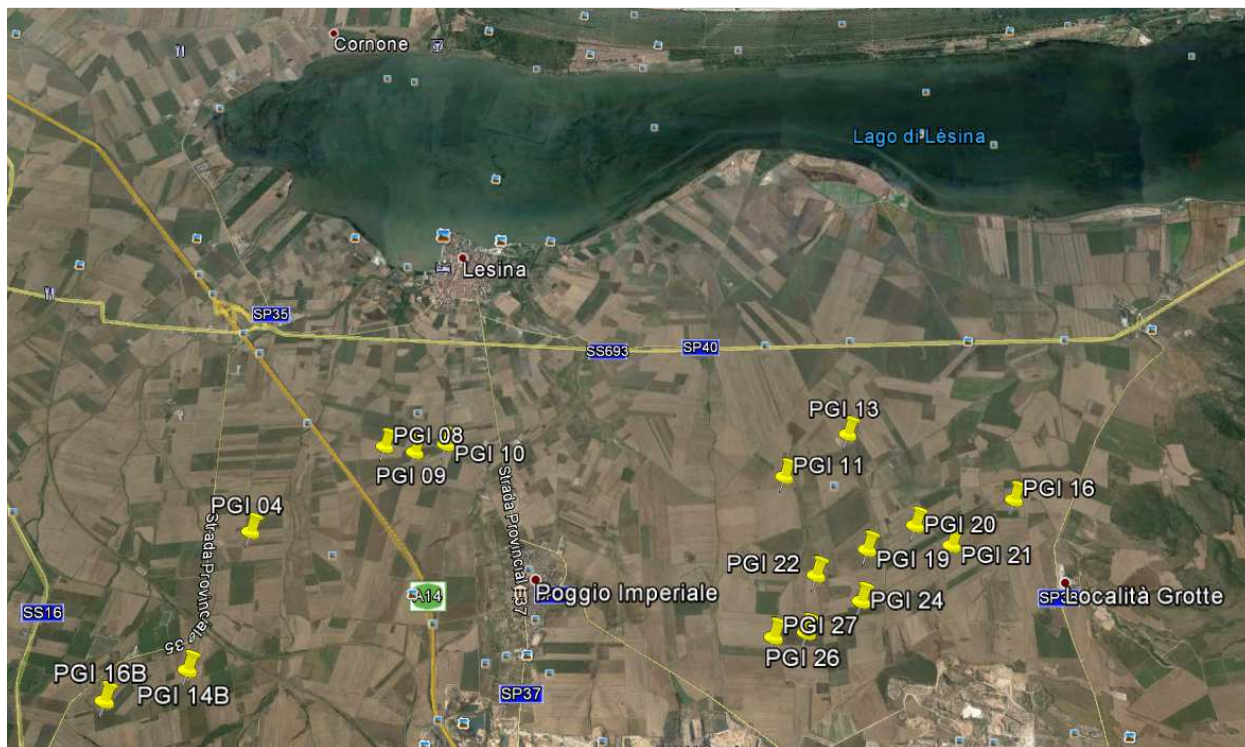 Cornone
Lago di Lèsina
Lesina
SP35
SS693
SP40
PGI 13
PGI 08
PGI 10
PGI 09
PGI 11
PGI 16
PGI 04
PGI 20
PGI 19
PGI 21
PGI 22
Poggio Imperiale
A14
PGI 24
SP38
Località Grotte
SS16
PGI 27
PGI 26
Strada Provinciale 35
Strada Provincial
37
PGI 16B
PGI 14B
SP37